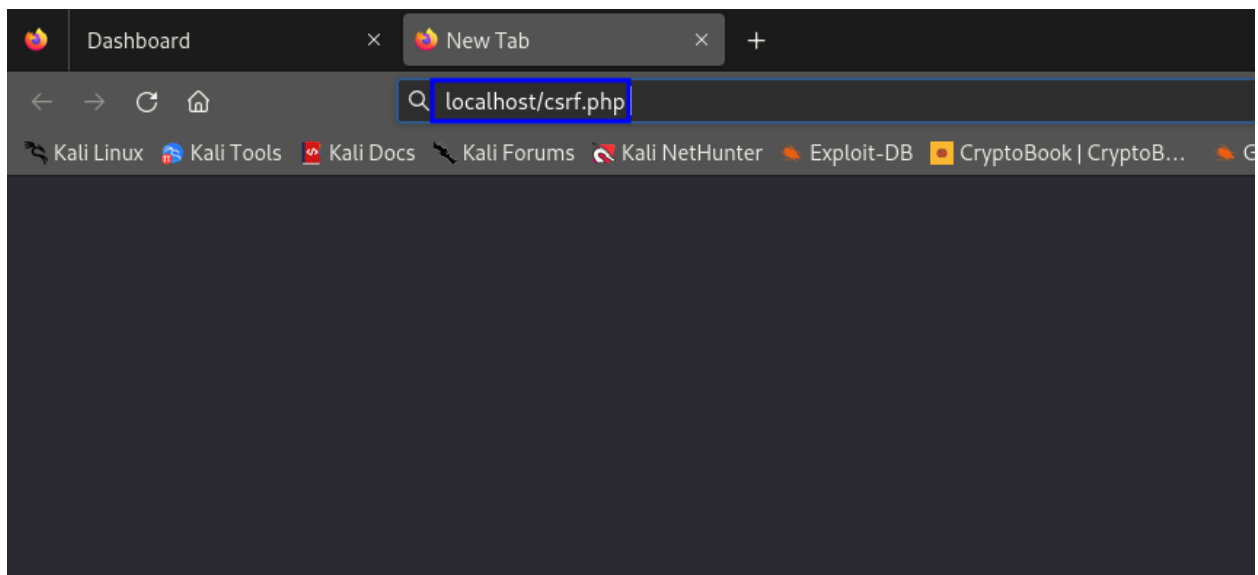 Dashboard
New Tab
localhost/csrf.php
Kali Linux Kali Tools Kali Docs Kali Forums Kali NetHunter Exploit-DB CryptoBook | CryptoB... G